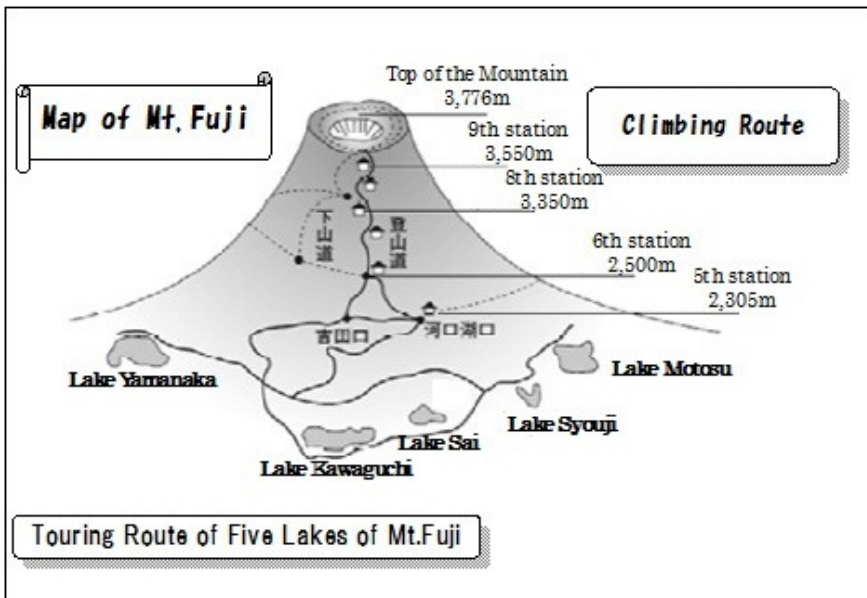 Map of Mt. Fuji
Top of the Mountain
3,776m
Climbing Route
9th station
3,550m
8th station
3,350m
下山道
登山道
6th station
2,500m
5th station
2,305m
吉田口
河口湖口
Lake Yamanaka
Lake Motosu
Lake Syouji
Lake Sai
Lake Kawaguchi
Touring Route of Five Lakes of Mt.Fuji